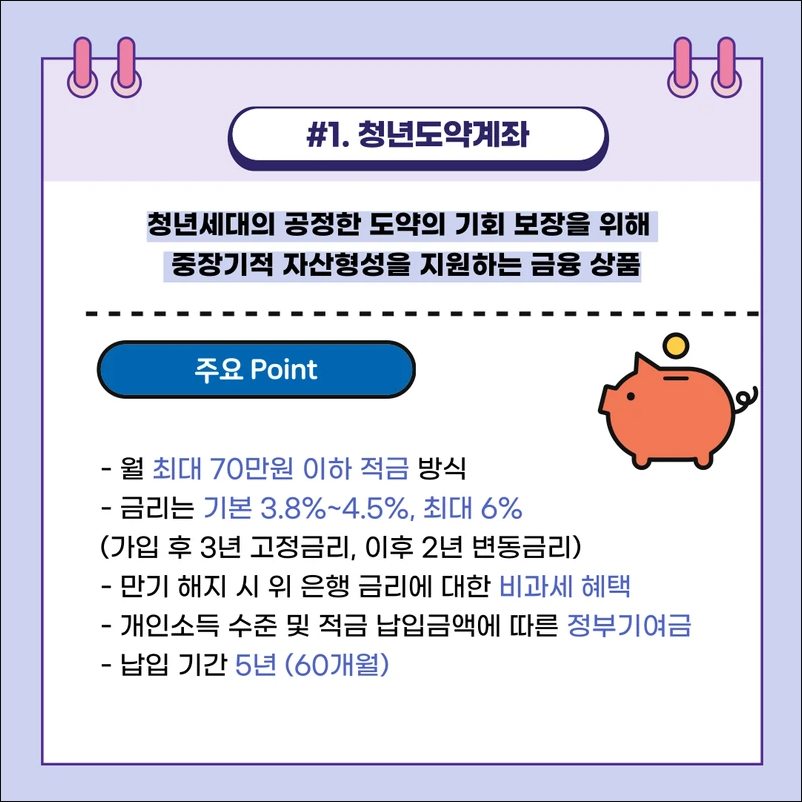 #1. 청년도약계좌
청년세대의 공정한 도약의 기회 보장을 위해
중장기적 자산형성을 지원하는 금융 상품
주요 Point
- 월 최대 70만원 이하 적금 방식
- 금리는 기본 3.8%~4.5%, 최대 6%
(가입 후 3년 고정금리, 이후 2년 변동금리)
- 만기 해지 시 위 은행 금리에 대한 비과세 혜택
- 개인소득 수준 및 적금 납입금액에 따른 정부기여금
- 납입 기간 5년 (60개월)